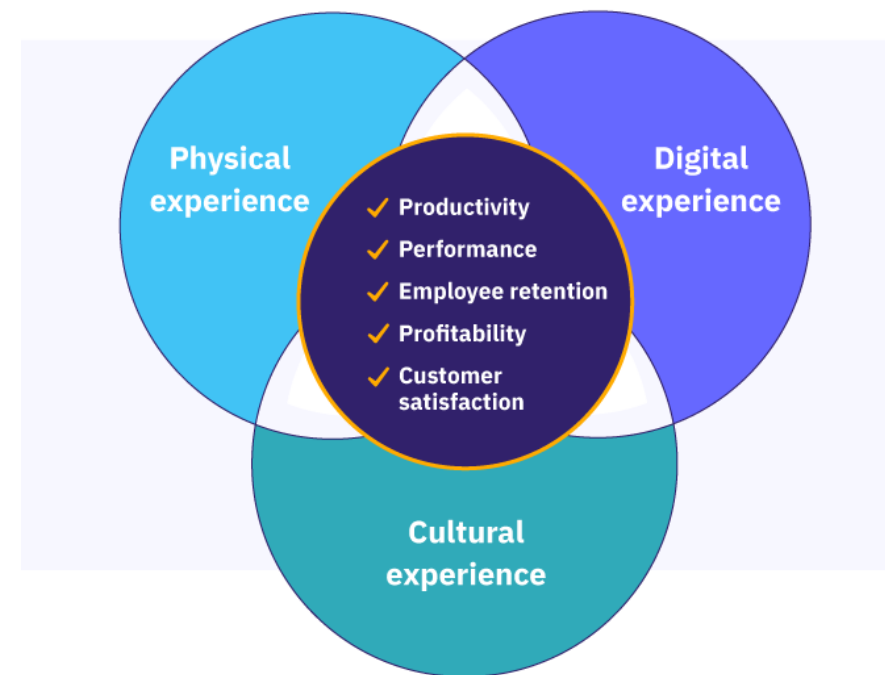 Physical
experience
Digital
experience
Productivity
Performance
Employee retention
Profitability
Customer
satisfaction
Cultural
experience